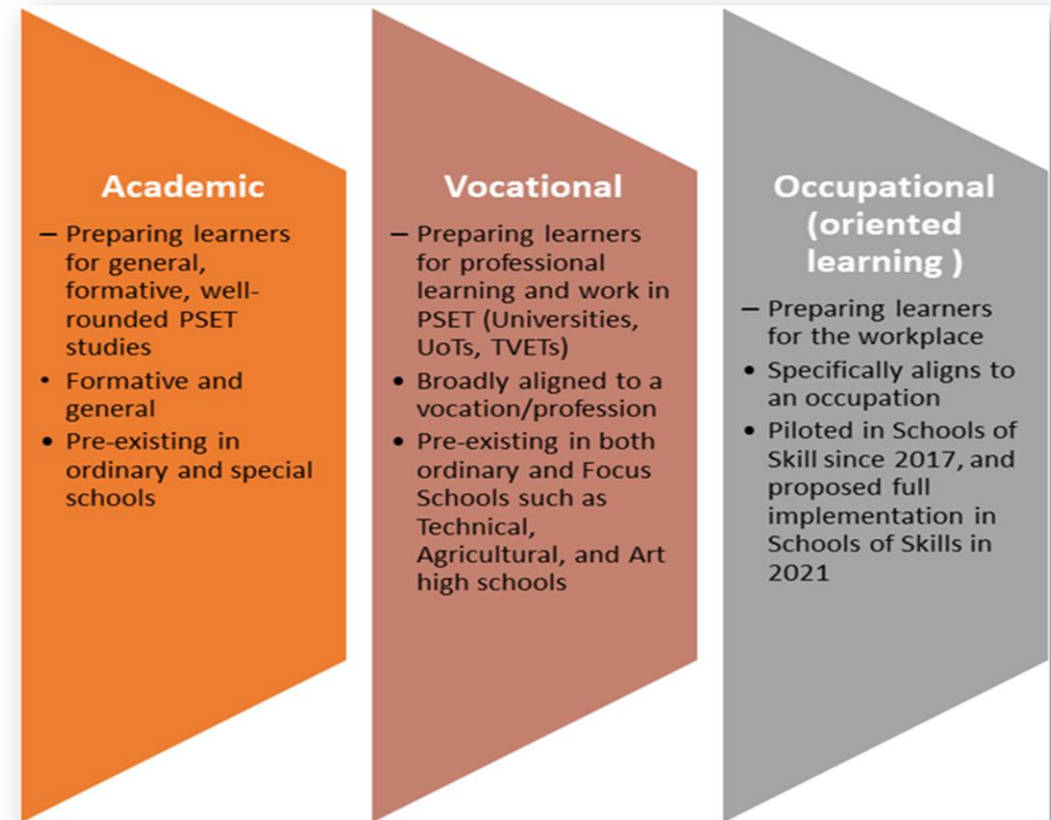 Academic
– Preparing learners
for general,
formative, well-
rounded PSET
studies
• Formative and
general
• Pre-existing in
ordinary and special
schools
Vocational
– Preparing learners
for professional
learning and work in
PSET (Universities,
UoTs, TVETs)
• Broadly aligned to a
vocation/profession
• Pre-existing in both
ordinary and Focus
Schools such as
Technical,
Agricultural, and Art
high schools
Occupational
(oriented
learning )
– Preparing learners
for the workplace
• Specifically aligns to
an occupation
• Piloted in Schools of
Skill since 2017, and
proposed full
implementation in
Schools of Skills in
2021